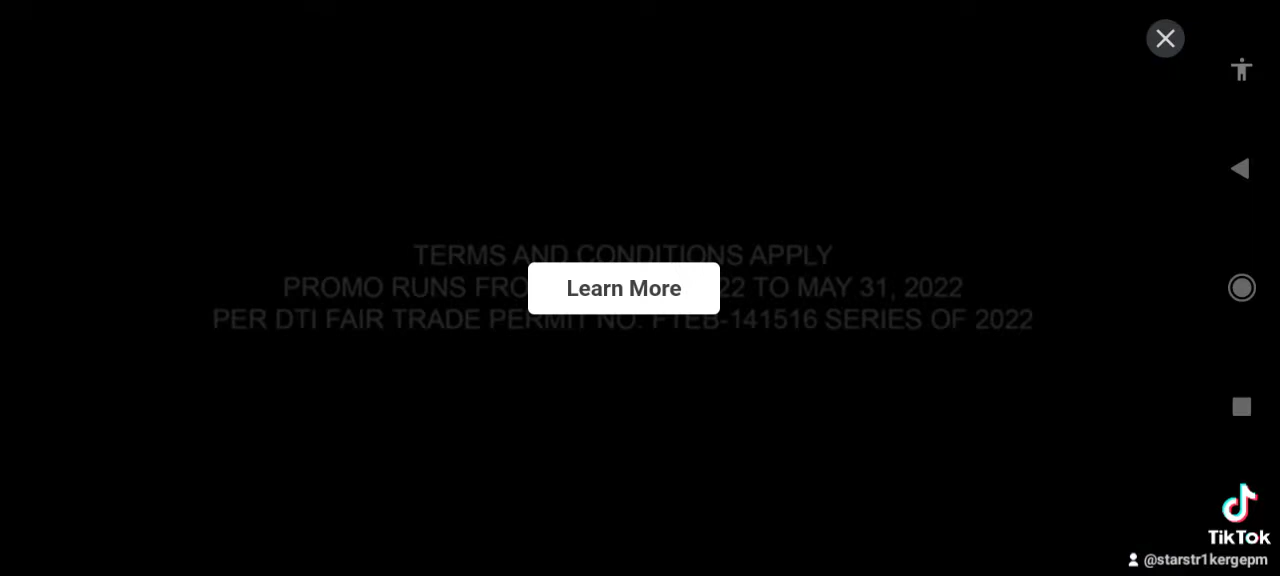 TERMS AND CONDITIONS APPLY
PROMO RUNS 22 TO MAY 31, 2022
PER DTI FAIR TRADE PERMIT NO. FTEB-141516 SERIES OF 2022
Learn More
TikTok
@starstr1kergepm